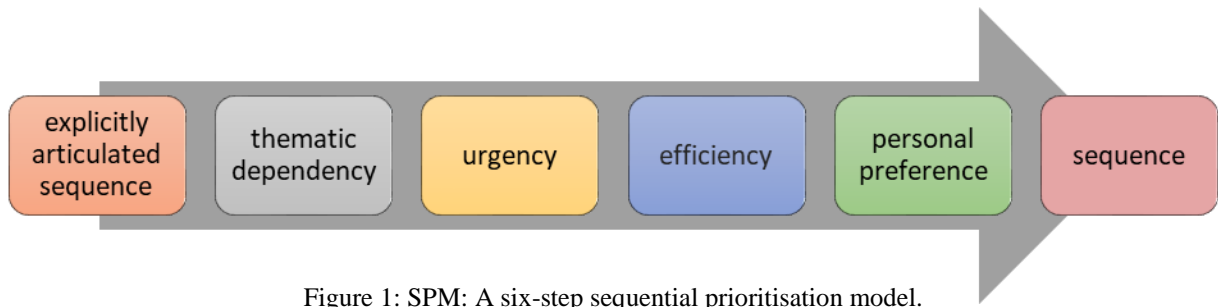 explicitly
articulated
sequence
thematic
dependency
urgency
efficiency
personal
preference
sequence
Figure 1: SPM: A six-step sequential prioritisation model.